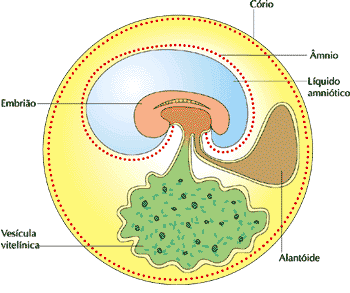 Cório
Âmnio
Líquido
amniótico
Embrião
Vesícula
vitelínica
Alantóide